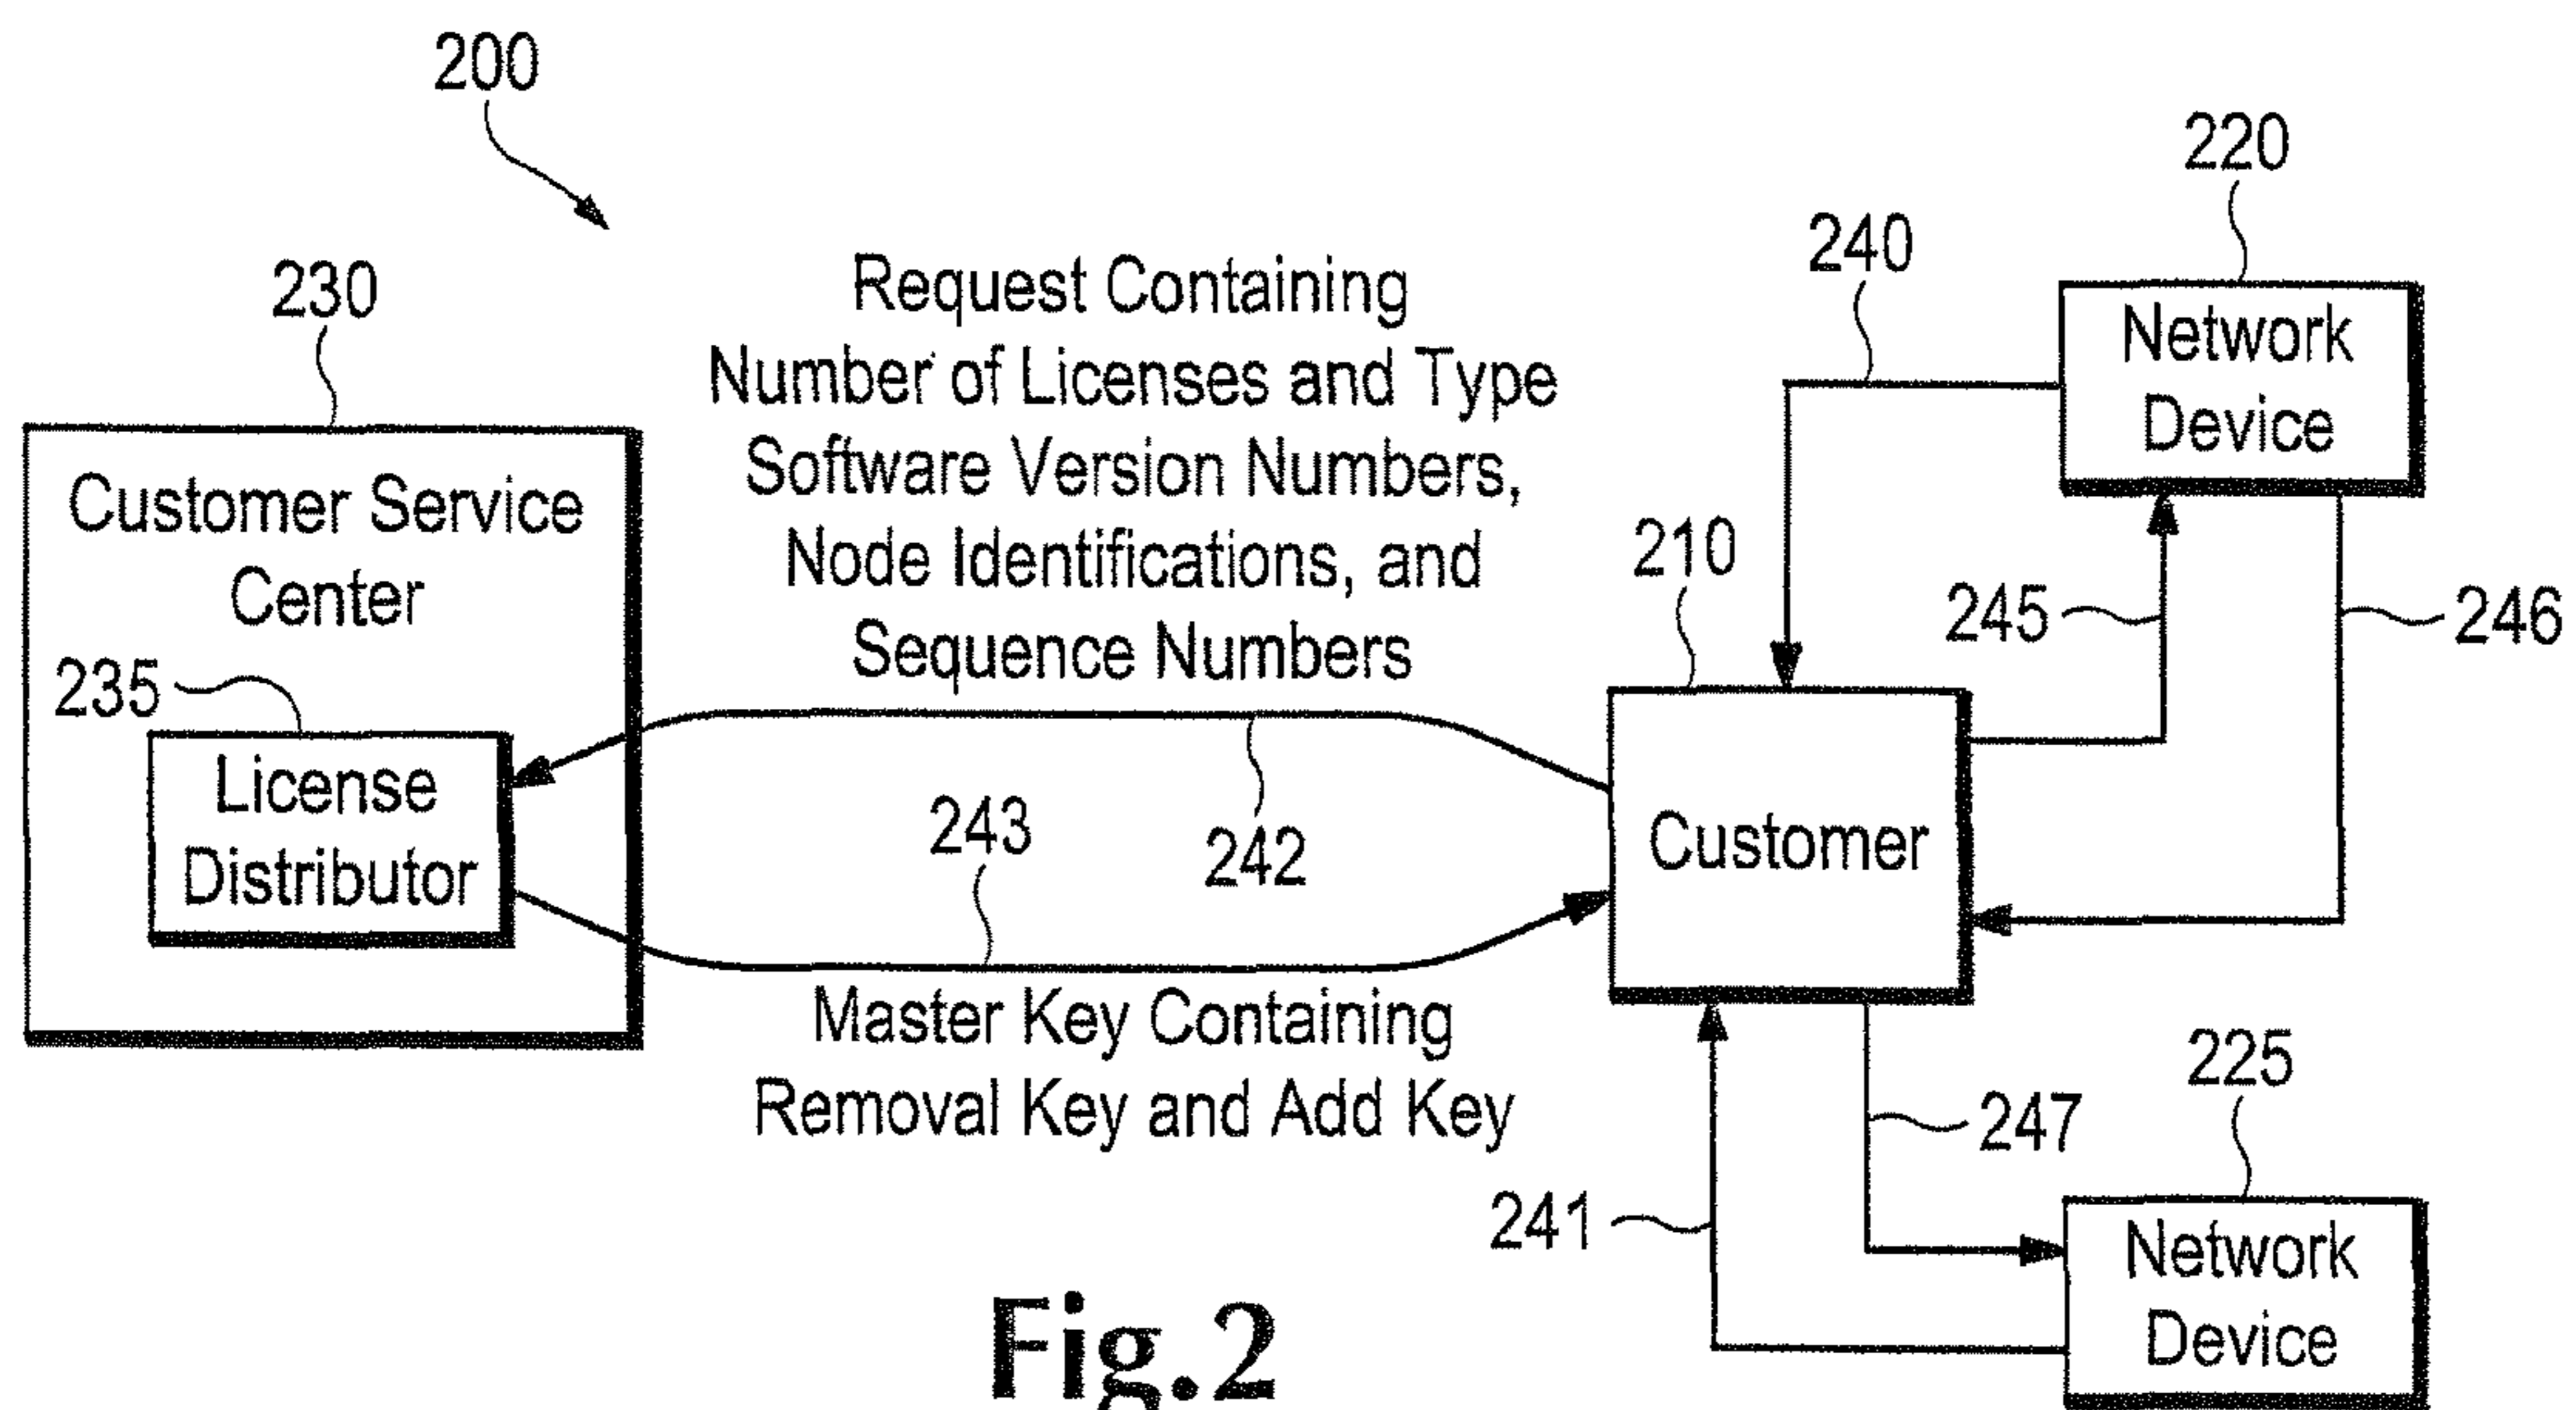 200
230
Customer Service
Center
235
License
Distributor
Request Containing
Number of Licenses and Type
Software Version Numbers,
Node Identifications, and
Sequence Numbers
242
243
Master Key Containing
Removal Key and Add Key
210
Customer
240
220
Network
Device
245
246
247
241
225
Network
Device
Fig.2